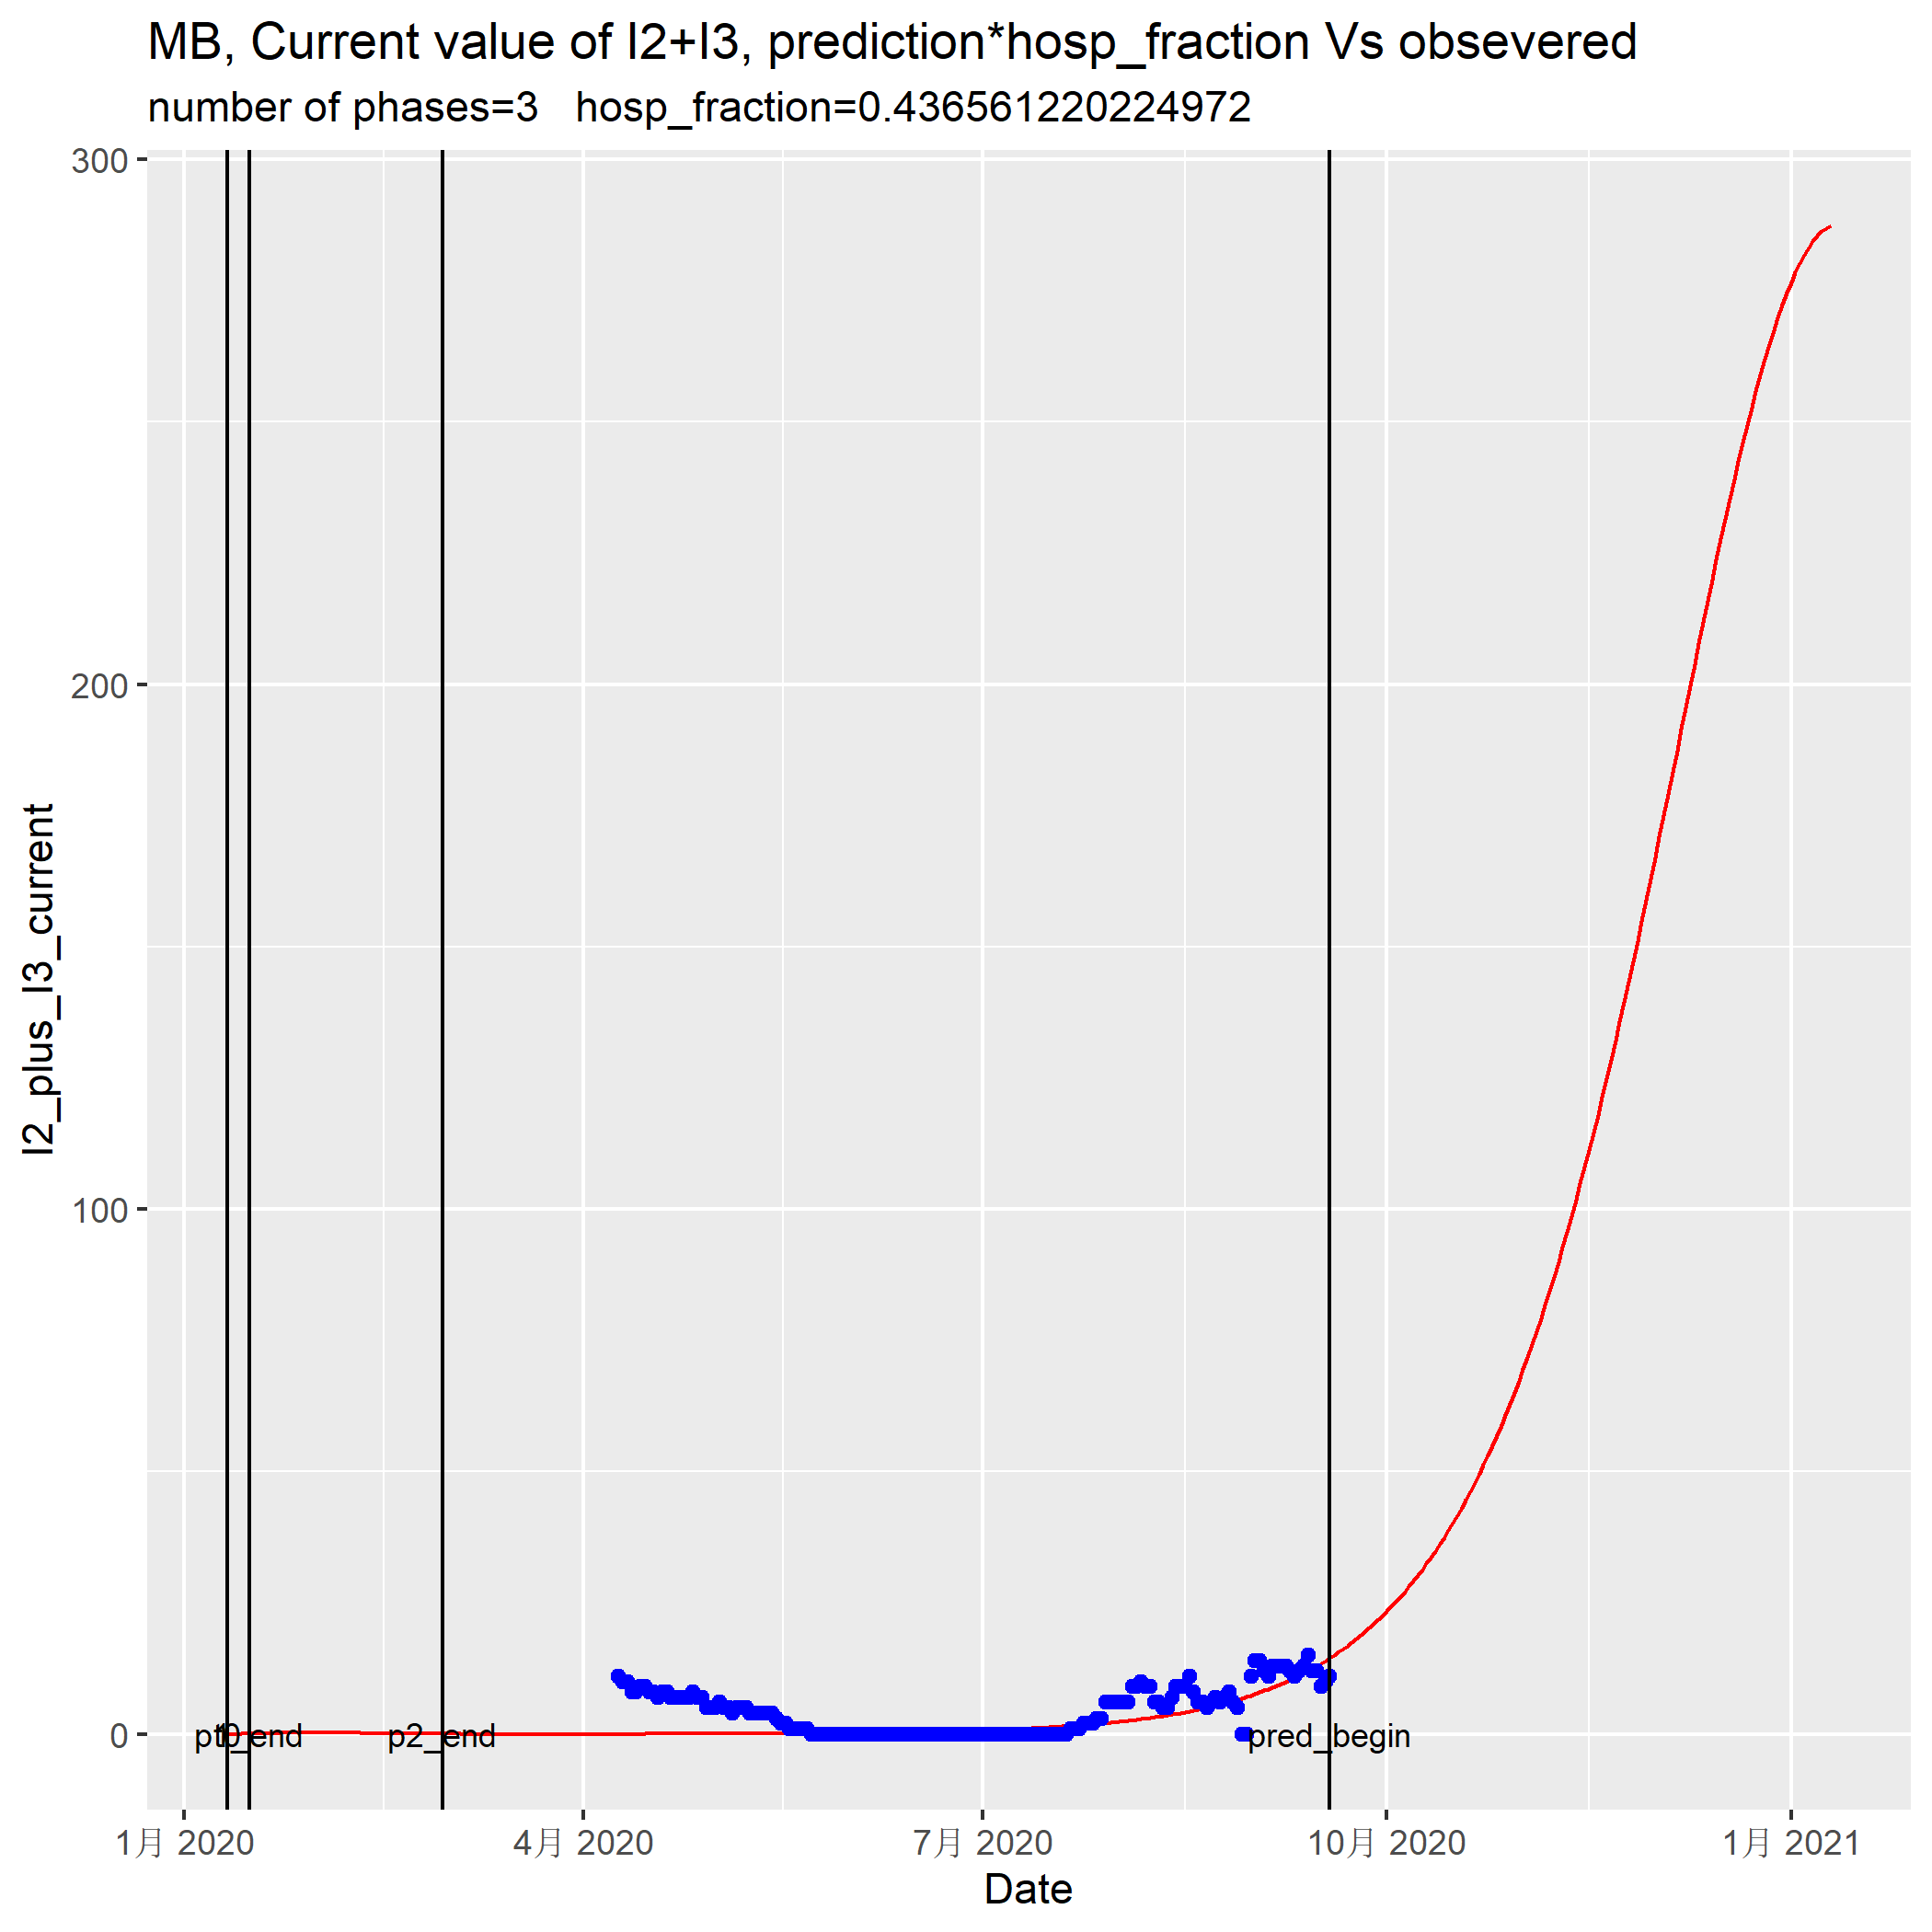 MB, Current value of I2+I3, prediction*hosp_fraction Vs obsevered
number of phases=3   hosp_fraction=0.436561220224972
300
200
100
0
I2_plus_I3_current
p2_end
pred_begin
1月 2020
4月 2020
7月 2020
10月 2020
1月 2021
Date